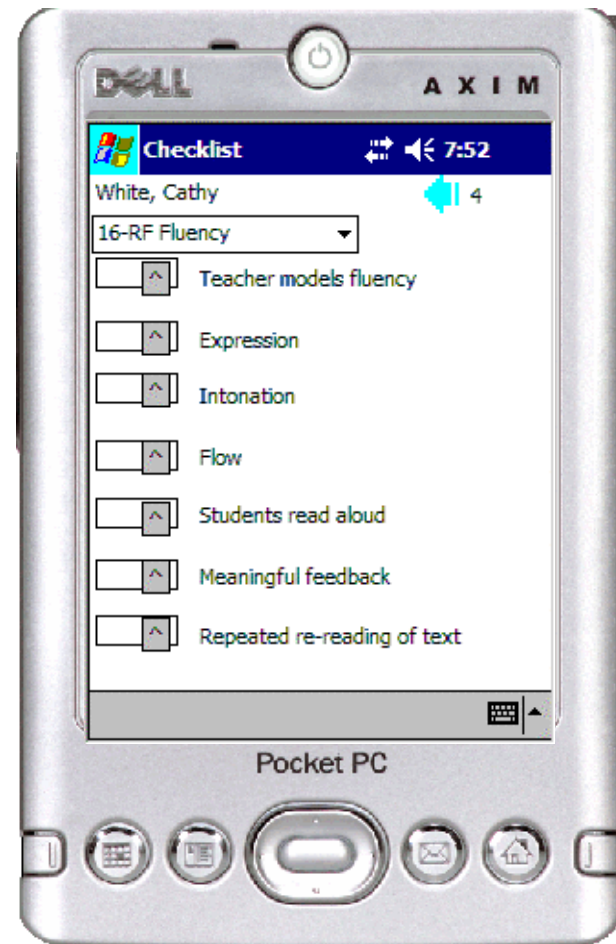 DELL
AXIM
Checklist 7:52
White, Cathy 4
16-RF Fluency
Teacher models fluency
Expression
Intonation
Flow
Students read aloud
Meaningful feedback
Repeated re-reading of text
Pocket PC